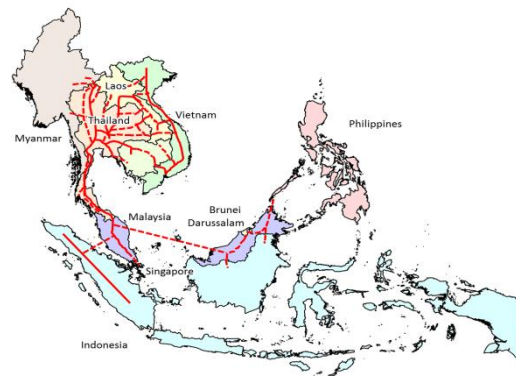 Laos
Thailand
Vietnam
Myanmar
Philippines
Malaysia
Brunei
Darussalam
Singapore
Indonesia